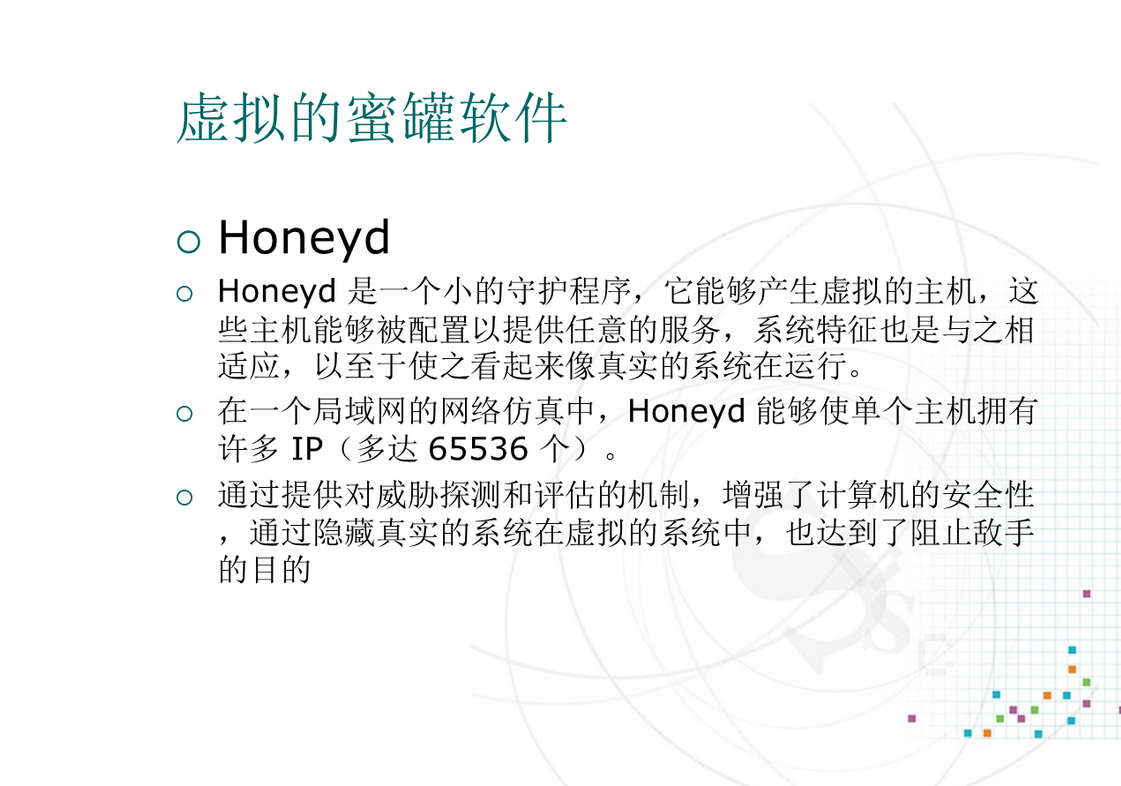 虚拟的蜜罐软件
Honeyd
Honeyd 是一个小的守护程序，它能够产生虚拟的主机，这
些主机能够被配置以提供任意的服务，系统特征也是与之相
适应，以至于使之看起来像真实的系统在运行。
在一个局域网的网络仿真中，Honeyd 能够使单个主机拥有
许多 IP（多达 65536 个）。
通过提供对威胁探测和评估的机制，增强了计算机的安全性
，通过隐藏真实的系统在虚拟的系统中，也达到了阻止敌手
的目的